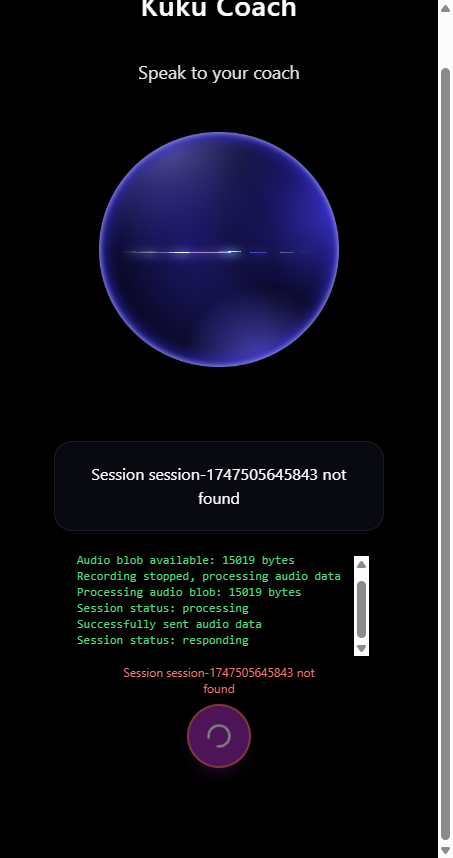 Kuku Coach
Speak to your coach
Session session-1747505645843 not
found
Audio blob available: 15019 bytes
Recording stopped, processing audio data
Processing audio blob: 15019 bytes
Session status: processing
Successfully sent audio data
Session status: responding
Session session-1747505645843 not
found